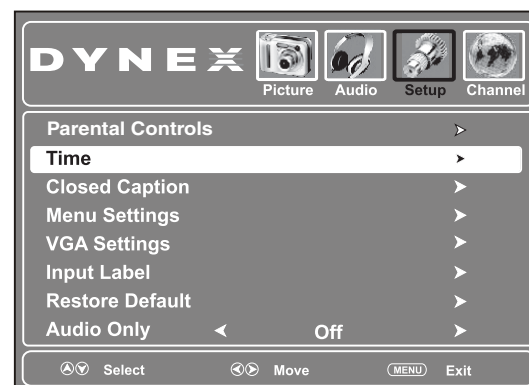 DYNEX
Picture Audio Setup Channel
Parental Controls
Time
Closed Caption
Menu Settings
VGA Settings
Input Label
Restore Default
Audio Only Off
Select Move MENU Exit